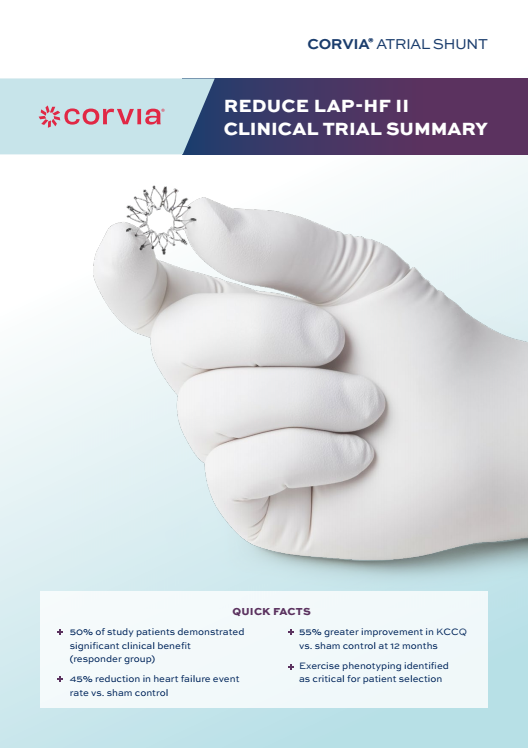 CORVIA® ATRIAL SHUNT
corvia®
REDUCE LAP-HF II
CLINICAL TRIAL SUMMARY
QUICK FACTS
+ 50% of study patients demonstrated
significant clinical benefit
(responder group)
+ 45% reduction in heart failure event
rate vs. sham control
+ 55% greater improvement in KCCQ
vs. sham control at 12 months
+ Exercise phenotyping identified
as critical for patient selection